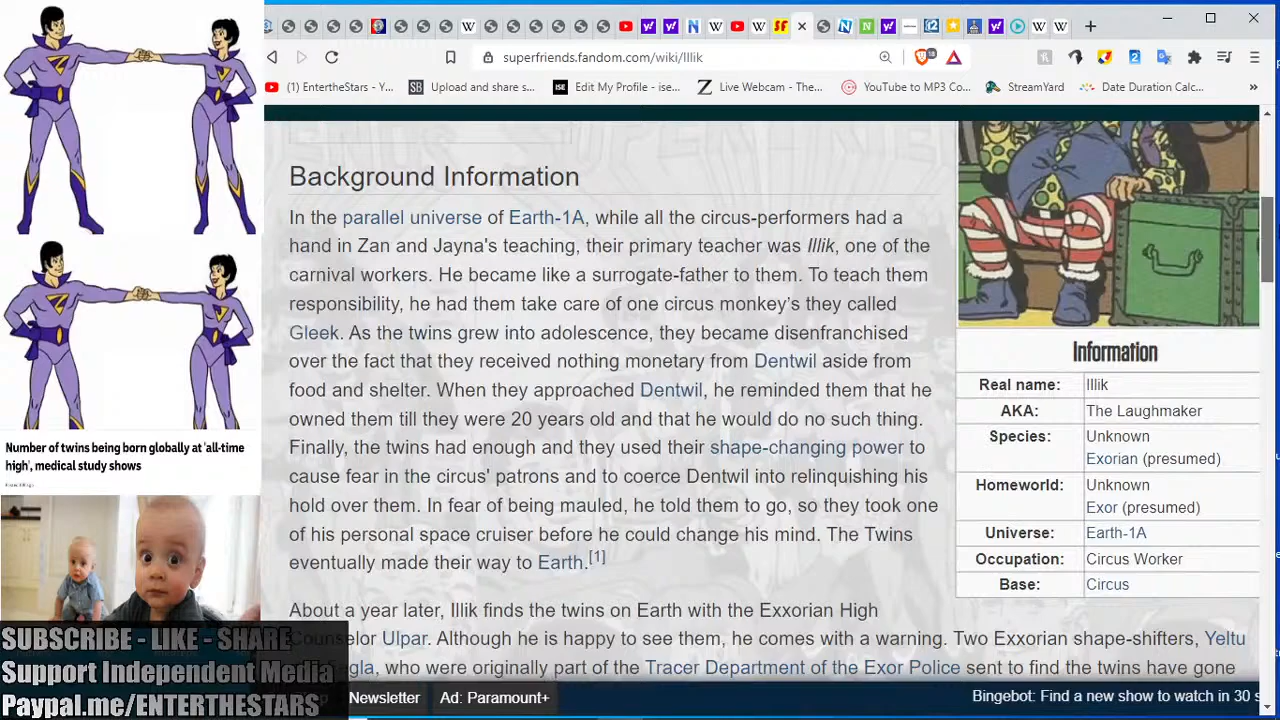 superfriends.fandom.com/wiki/Illik
18
(1) EntertheStars - Y...
Upload and share s...
Edit My Profile - ise...
Live Webcam - The...
YouTube to MP3 Co...
StreamYard
Date Duration Calc...
»
Background Information
In the parallel universe of Earth-1A, while all the circus-performers had a
hand in Zan and Jayna's teaching, their primary teacher was Illik, one of the
carnival workers. He became like a surrogate-father to them. To teach them
responsibility, he had them take care of one circus monkey's they called
Gleek. As the twins grew into adolescence, they became disenfranchised
over the fact that they received nothing monetary from Dentwil aside from
food and shelter. When they approached Dentwil, he reminded them that he
owned them till they were 20 years old and that he would do no such thing.
Finally, the twins had enough and they used their shape-changing power to
cause fear in the circus' patrons and to coerce Dentwil into relinquishing his
hold over them. In fear of being mauled, he told them to go, so they took one
of his personal space cruiser before he could change his mind. The Twins
eventually made their way to Earth.[1]
About a year later, Illik finds the twins on Earth with the Exxorian High
Counselor Ulpar. Although he is happy to see them, he comes with a warning. Two Exxorian shape-shifters, Yeltu
who were originally part of the Tracer Department of the Exor Police sent to find the twins have gone
Information
Real name: Illik
AKA: The Laughmaker
Species: Unknown
Exorian (presumed)
Homeworld: Unknown
Exor (presumed)
Universe: Earth-1A
Occupation: Circus Worker
Base: Circus
Number of twins being born globally at 'all-time
high', medical study shows
SUBSCRIBE - LIKE - SHARE
Support Independent Media
Paypal.me/ENTERTHESTARS
Newsletter
Ad: Paramount+
Bingebot: Find a new show to watch in 30 s